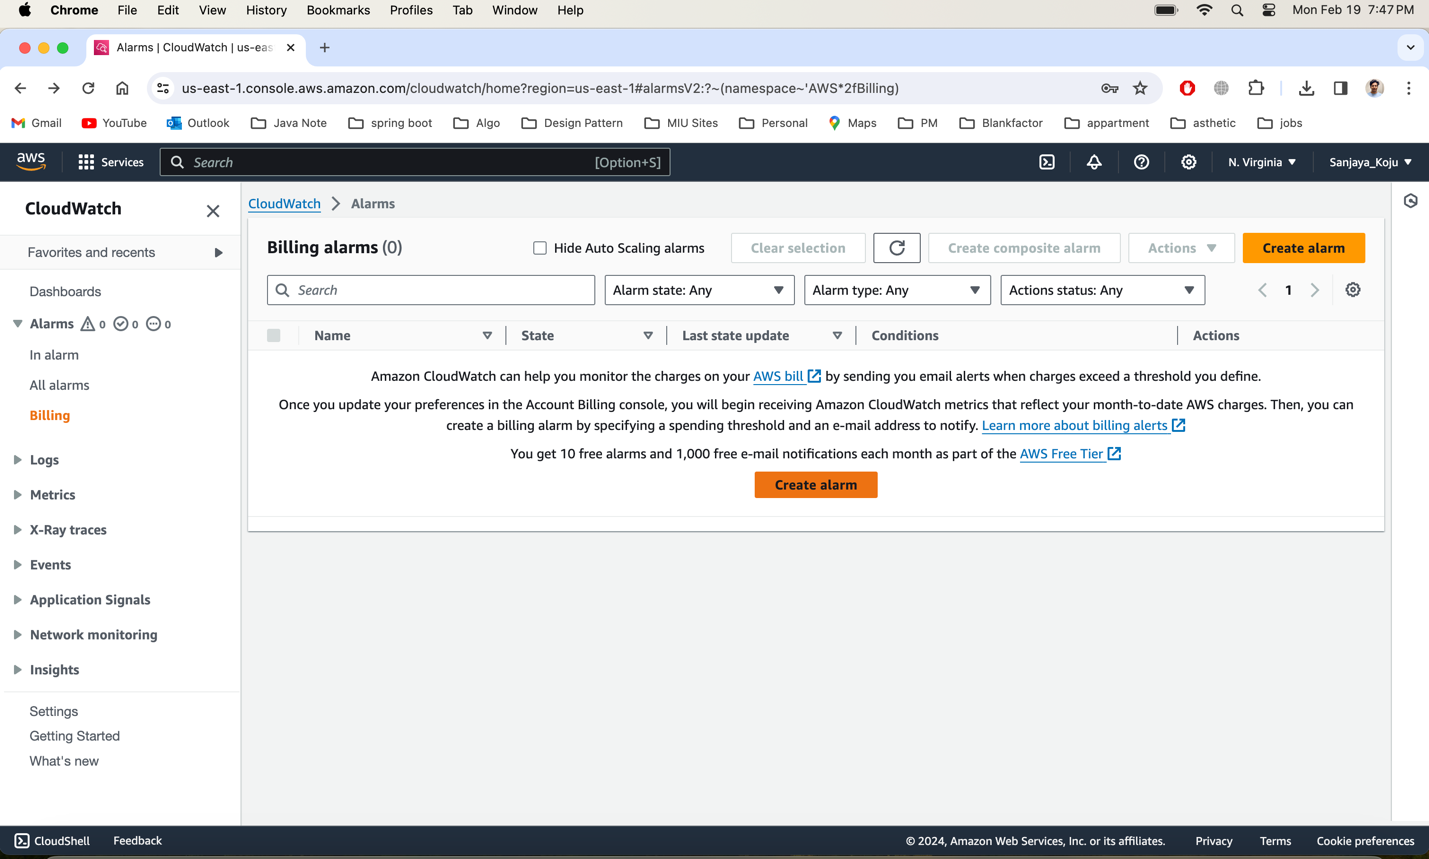 Chrome File Edit View History Bookmarks Profiles Tab Window Help Mon Feb 19 7:47 PM
Alarms | CloudWatch | us-eas
us-east-1.console.aws.amazon.com/cloudwatch/home?region=us-east-1#alarmsV2:?~(namespace~'AWS*2fBilling)
Gmail YouTube Outlook Java Note spring boot Algo Design Pattern MIU Sites Personal Maps PM Blankfactor appartment asthetic jobs
aws Services Search [Option+S] N. Virginia Sanjaya_Koju
CloudWatch
Favorites and recents
Dashboards
Alarms 0 0 0
In alarm
All alarms
Billing
Logs
Metrics
X-Ray traces
Events
Application Signals
Network monitoring
Insights
Settings
Getting Started
What's new
CloudWatch > Alarms
Billing alarms (0) Hide Auto Scaling alarms Clear selection Create composite alarm Actions Create alarm
Search Alarm state: Any Alarm type: Any Actions status: Any 1
Name State Last state update Conditions Actions
Amazon CloudWatch can help you monitor the charges on your AWS bill by sending you email alerts when charges exceed a threshold you define.
Once you update your preferences in the Account Billing console, you will begin receiving Amazon CloudWatch metrics that reflect your month-to-date AWS charges. Then, you can
create a billing alarm by specifying a spending threshold and an e-mail address to notify. Learn more about billing alerts
You get 10 free alarms and 1,000 free e-mail notifications each month as part of the AWS Free Tier
Create alarm
CloudShell Feedback © 2024, Amazon Web Services, Inc. or its affiliates. Privacy Terms Cookie preferences